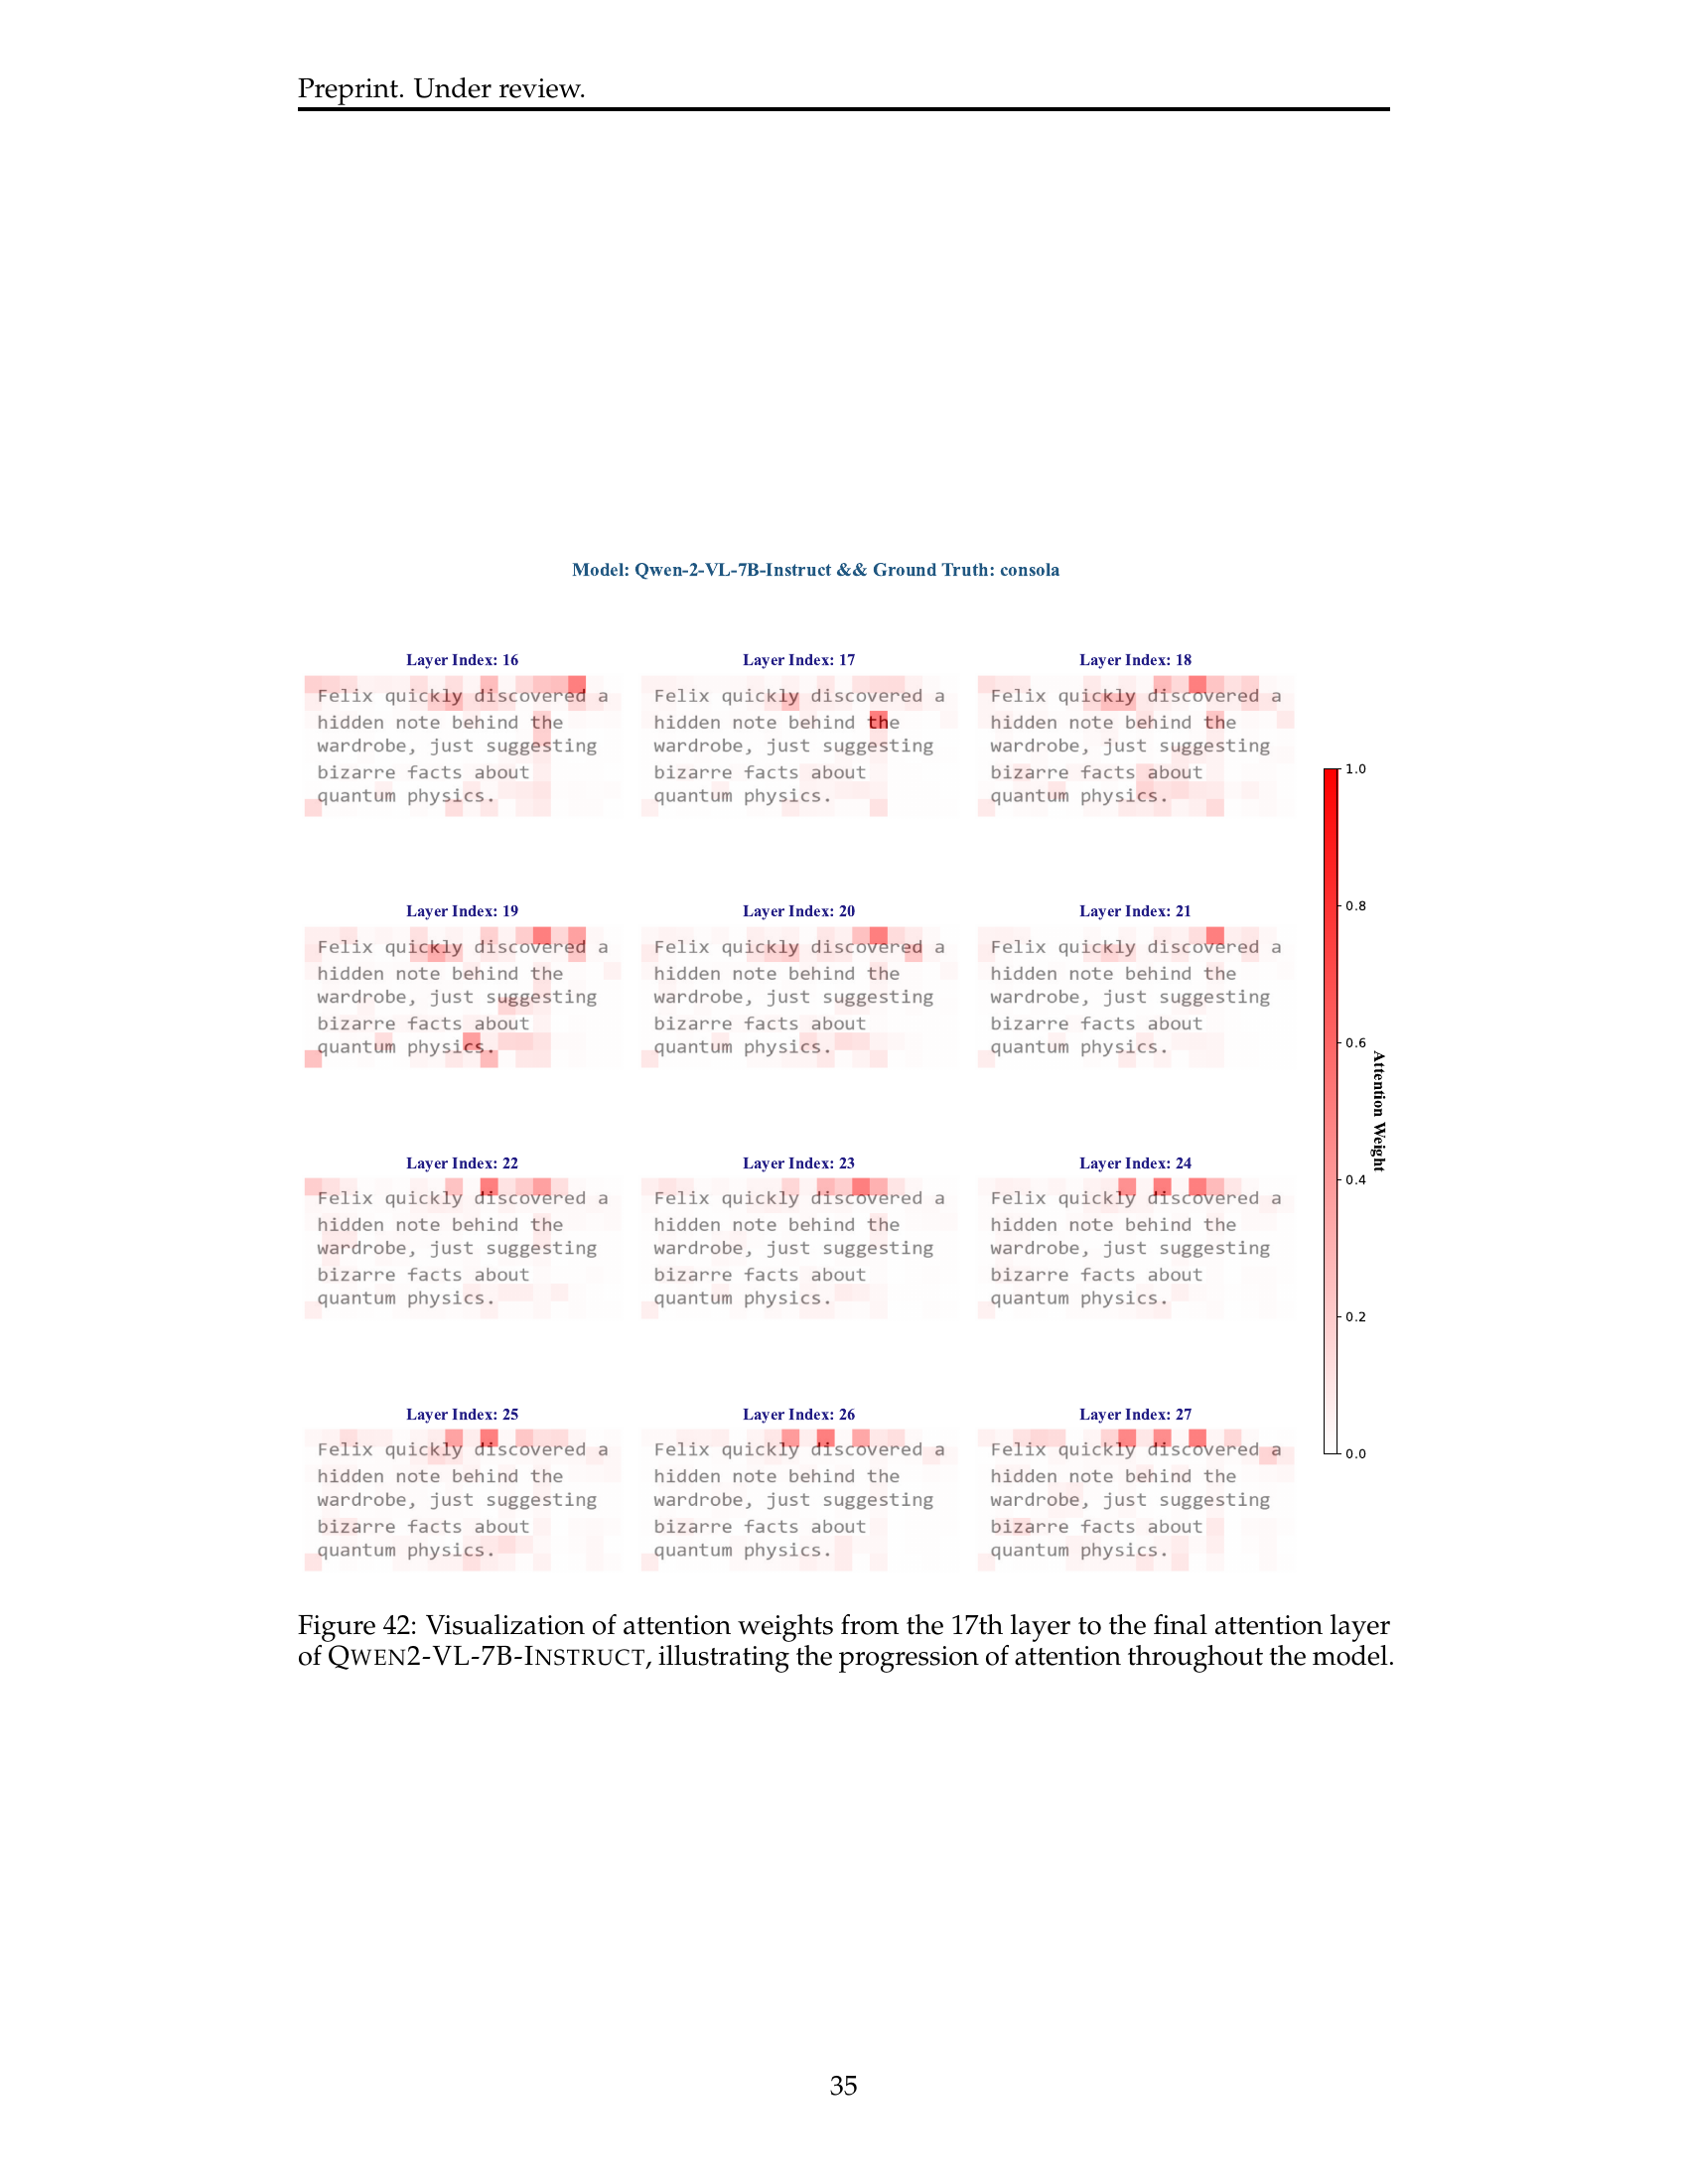 Preprint. Under review.
Model: Qwen-2-VL-7B-Instruct && Ground Truth: consola
Layer Index: 16
Felix quickly discovered a
hidden note behind the
wardrobe, just suggesting
bizarre facts about
quantum physics.
Layer Index: 17
Felix quickly discovered a
hidden note behind the
wardrobe, just suggesting
bizarre facts about
quantum physics.
Layer Index: 18
Felix quickly discovered a
hidden note behind the
wardrobe, just suggesting
bizarre facts about
quantum physics.
Layer Index: 19
Felix quickly discovered a
hidden note behind the
wardrobe, just suggesting
bizarre facts about
quantum physics.
Layer Index: 20
Felix quickly discovered a
hidden note behind the
wardrobe, just suggesting
bizarre facts about
quantum physics.
Layer Index: 21
Felix quickly discovered a
hidden note behind the
wardrobe, just suggesting
bizarre facts about
quantum physics.
Layer Index: 22
Felix quickly discovered a
hidden note behind the
wardrobe, just suggesting
bizarre facts about
quantum physics.
Layer Index: 23
Felix quickly discovered a
hidden note behind the
wardrobe, just suggesting
bizarre facts about
quantum physics.
Layer Index: 24
Felix quickly discovered a
hidden note behind the
wardrobe, just suggesting
bizarre facts about
quantum physics.
Layer Index: 25
Felix quickly discovered a
hidden note behind the
wardrobe, just suggesting
bizarre facts about
quantum physics.
Layer Index: 26
Felix quickly discovered a
hidden note behind the
wardrobe, just suggesting
bizarre facts about
quantum physics.
Layer Index: 27
Felix quickly discovered a
hidden note behind the
wardrobe, just suggesting
bizarre facts about
quantum physics.
1.0
0.8
0.6
0.4
0.2
0.0
Attention Weight
Figure 42: Visualization of attention weights from the 17th layer to the final attention layer
of QWEN2-VL-7B-INSTRUCT, illustrating the progression of attention throughout the model.
35